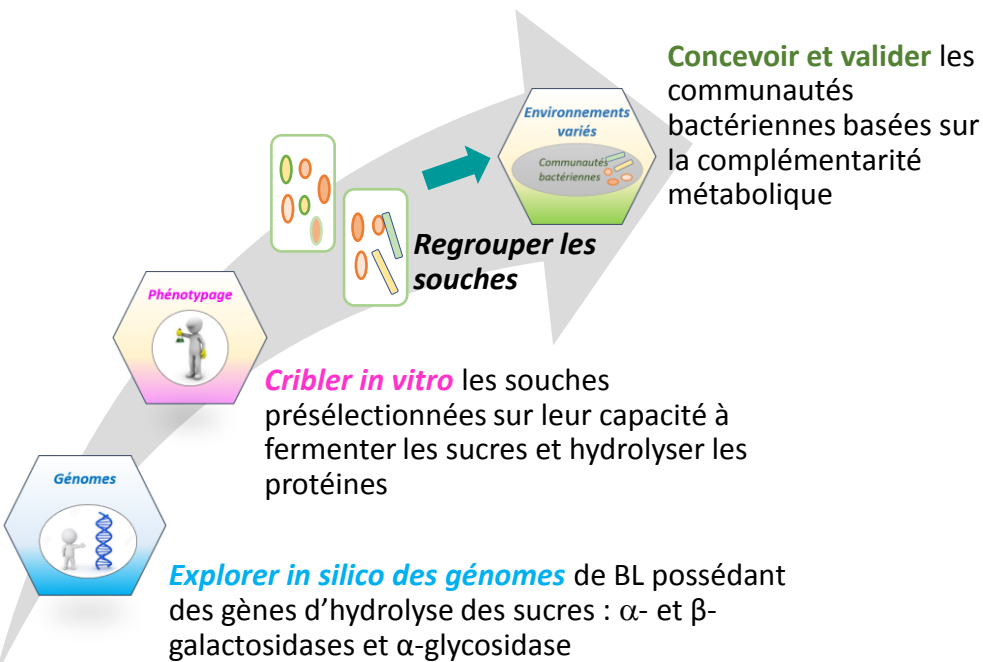 Concevoir et valider les
communautés
bactériennes basées sur
la complémentarité
métabolique
Environnements
variés
Communautés
bactériennes
Regrouper les
souches
Phénotypage
Cribler in vitro les souches
présélectionnées sur leur capacité à
fermenter les sucres et hydrolyser les
protéines
Génomes
Explorer in silico des génomes de BL possédant
des gènes d’hydrolyse des sucres : α- et β-
galactosidases et α-glycosidase